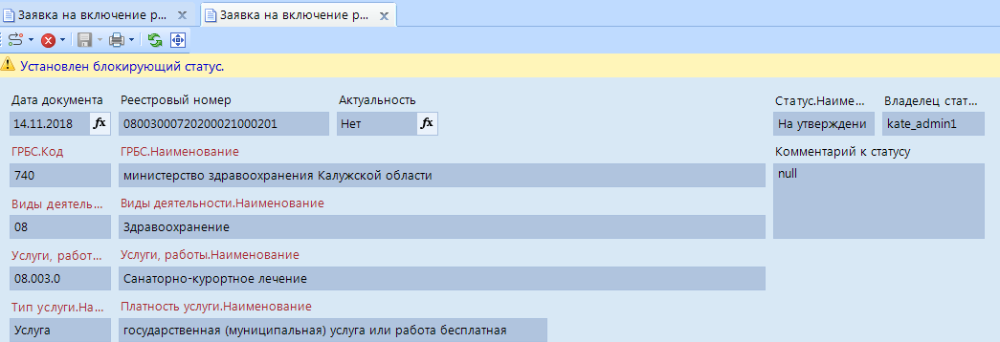 Заявка на включение р...
Заявка на включение р...
Установлен блокирующий статус.
Дата документа Реестровый номер Актуальность Статус.Наиме... Владелец стат...
14.11.2018 fx 08003000720200021000201 Нет fx На утверждени kate_admin1
ГРБС.Код ГРБС.Наименование Комментарий к статусу
740 министерство здравоохранения Калужской области null
Виды деятель... Виды деятельности.Наименование
08 Здравоохранение
Услуги, работ... Услуги, работы.Наименование
08.003.0 Санаторно-курортное лечение
Тип услуги.На... Платность услуги.Наименование
Услуга государственная (муниципальная) услуга или работа бесплатная